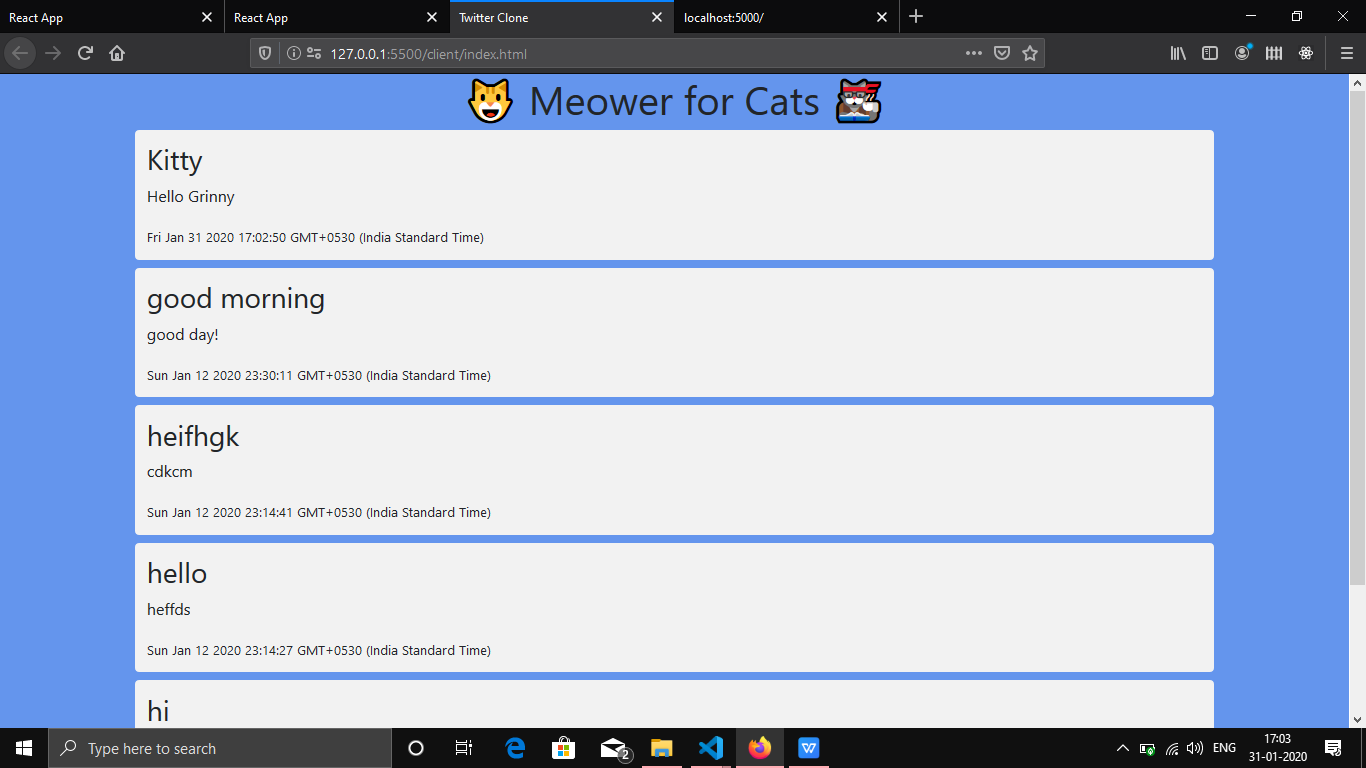 React App
React App
Twitter Clone
localhost:5000/
127.0.0.1:5500/client/index.html
Meower for Cats
Kitty
Hello Grinny
Fri Jan 31 2020 17:02:50 GMT+0530 (India Standard Time)
good morning
good day!
Sun Jan 12 2020 23:30:11 GMT+0530 (India Standard Time)
heifhgk
cdkcm
Sun Jan 12 2020 23:14:41 GMT+0530 (India Standard Time)
hello
heffds
Sun Jan 12 2020 23:14:27 GMT+0530 (India Standard Time)
hi
Type here to search
2
ENG
17:03
31-01-2020